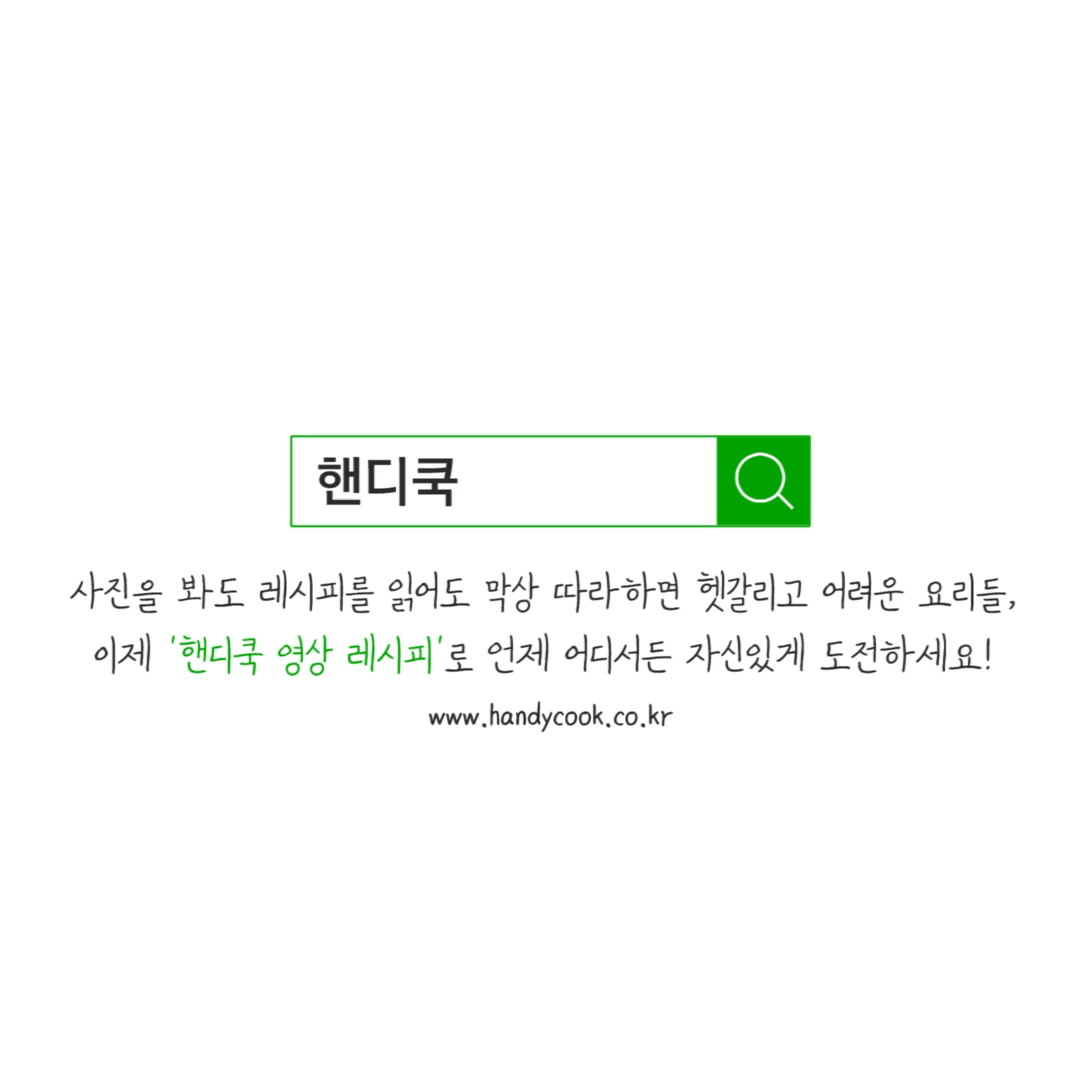 핸디쿡
사진을 봐도 레시피를 읽어도 막상 따라하면 헷갈리고 어려운 요리들,
이제 '핸디쿡 영상 레시피'로 언제 어디서든 자신있게 도전하세요!
www.handycook.co.kr